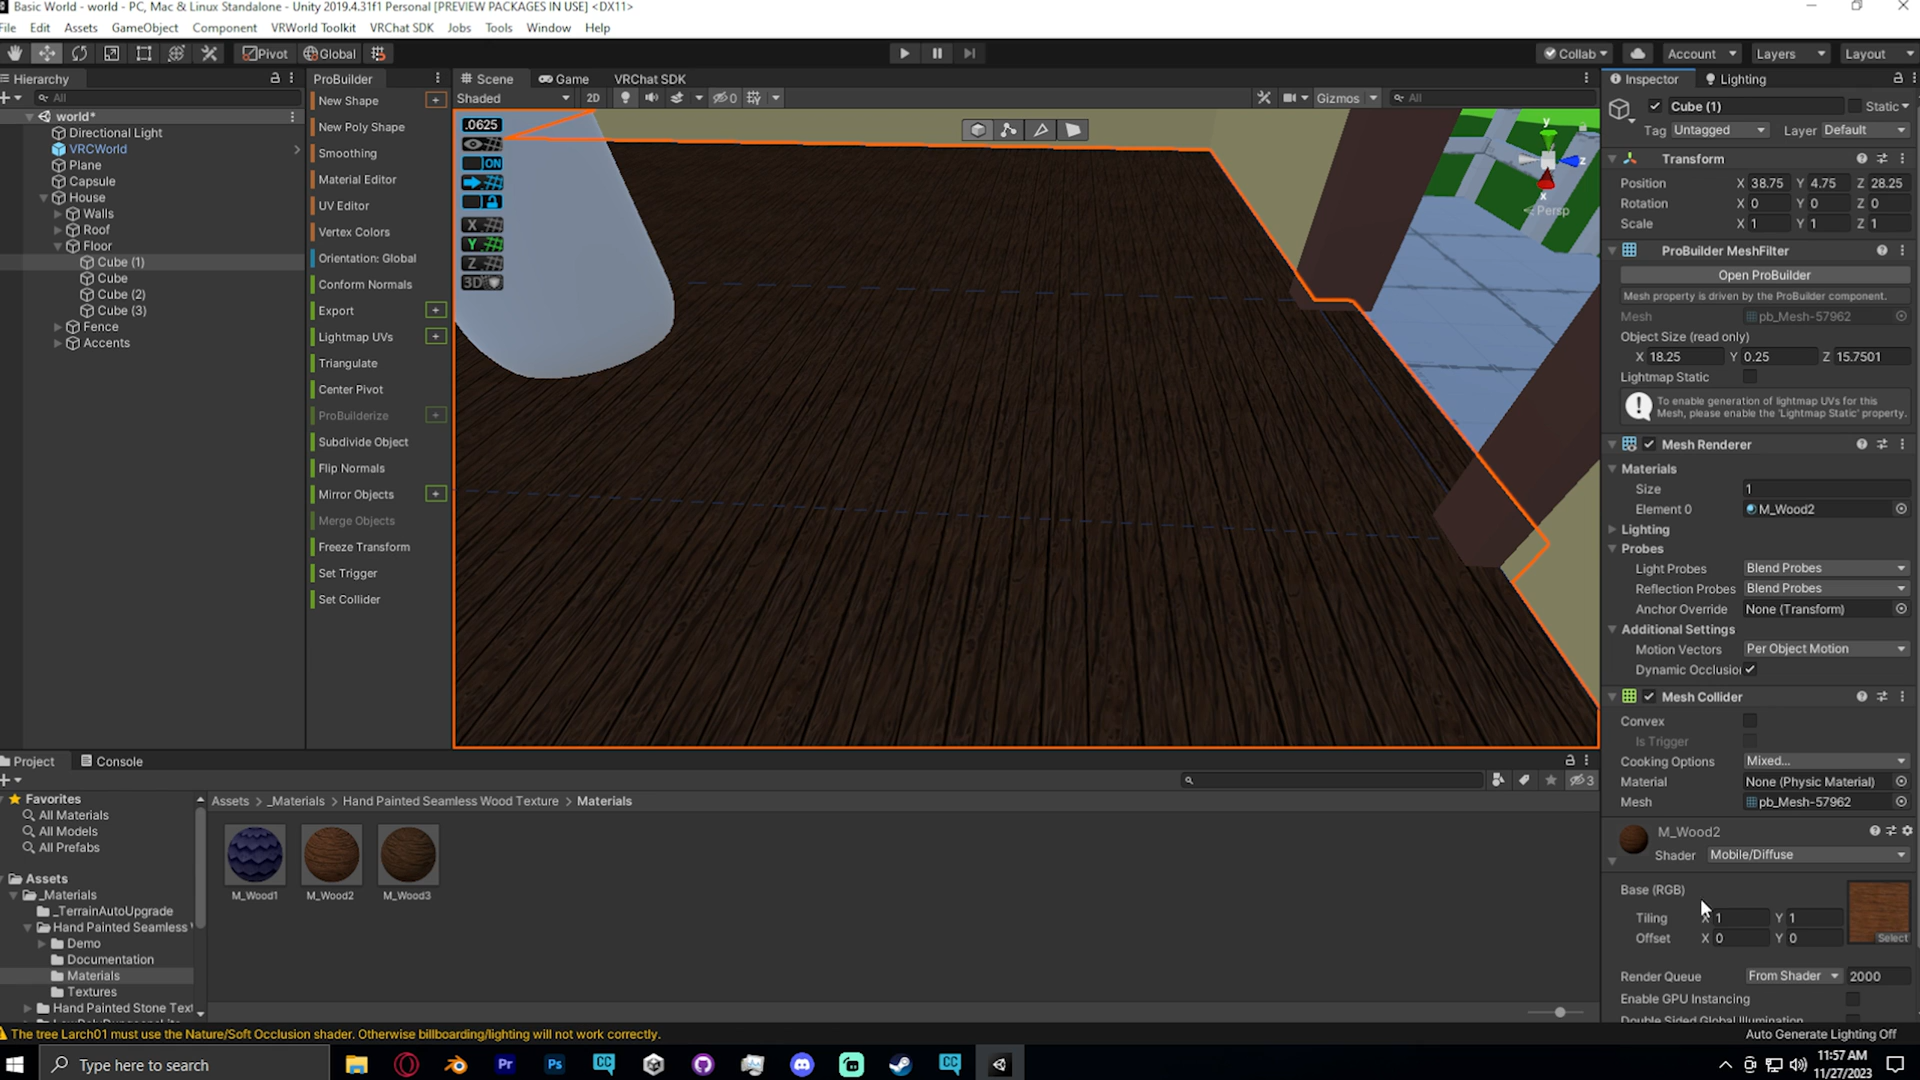 Basic World - world - PC, Mac & Linux Standalone - Unity 2019.4.31f1 Personal [PREVIEW PACKAGES IN USE] <DX11>
File Edit Assets GameObject Component VRWorld Toolkit VRChat SDK Jobs Tools Window Help
Pivot Global Collab Account Layers Layout
Hierarchy
All
world*
Directional Light
VRCWorld
Plane
Capsule
House
Walls
Roof
Floor
Cube (1)
Cube
Cube (2)
Cube (3)
Fence
Accents
ProBuilder
New Shape
New Poly Shape
Smoothing
Material Editor
UV Editor
Vertex Colors
Orientation: Global
Conform Normals
Export
Lightmap UVs
Triangulate
Center Pivot
ProBuilderize
Subdivide Object
Flip Normals
Mirror Objects
Merge Objects
Freeze Transform
Set Trigger
Set Collider
Scene Game VRChat SDK
Shaded 2D 0 Gizmos All
.0625
ON
X
Y
Z
3D
y
z
x
Persp
Inspector Lighting
Cube (1) Static
Tag Untagged Layer Default
Transform
Position X 38.75 Y 4.75 Z 28.25
Rotation X 0 Y 0 Z 0
Scale X 1 Y 1 Z 1
ProBuilder MeshFilter
Open ProBuilder
Mesh property is driven by the ProBuilder component.
Mesh pb_Mesh-57962
Object Size (read only)
X 18.25 Y 0.25 Z 15.7501
Lightmap Static
To enable generation of lightmap UVs for this
Mesh, please enable the 'Lightmap Static' property.
Mesh Renderer
Materials
Size 1
Element 0 M_Wood2
Lighting
Probes
Light Probes Blend Probes
Reflection Probes Blend Probes
Anchor Override None (Transform)
Additional Settings
Motion Vectors Per Object Motion
Dynamic Occlusio
Mesh Collider
Convex
Is Trigger
Cooking Options Mixed...
Material None (Physic Material)
Mesh pb_Mesh-57962
M_Wood2
Shader Mobile/Diffuse
Base (RGB)
Tiling X 1 Y 1
Offset X 0 Y 0
Select
Render Queue From Shader 2000
Enable GPU Instancing
Double Sided Global Illumination
Project Console
3
Favorites
All Materials
All Models
All Prefabs
Assets
_Materials
_TerrainAutoUpgrade
Hand Painted Seamless
Demo
Documentation
Materials
Textures
Hand Painted Stone Text
Assets > _Materials > Hand Painted Seamless Wood Texture > Materials
M_Wood1 M_Wood2 M_Wood3
The tree Larch01 must use the Nature/Soft Occlusion shader. Otherwise billboarding/lighting will not work correctly.
Auto Generate Lighting Off
Type here to search
Pr Ps CC CC
11:57 AM
11/27/2023